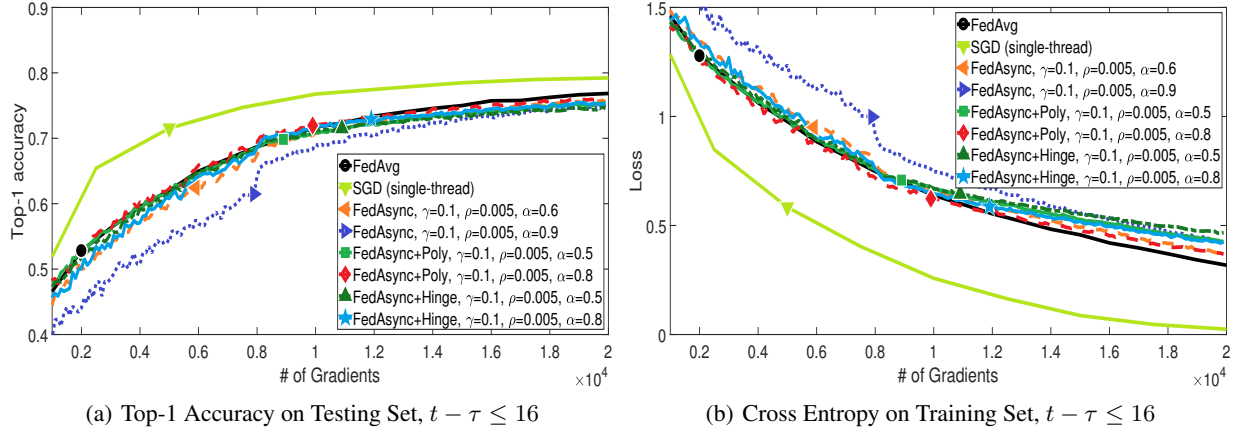 0.9
0.8
0.7
0.6
0.5
0.4
Top-1 accuracy
FedAvg
SGD (single-thread)
FedAsync, γ=0.1, ρ=0.005, α=0.6
FedAsync, γ=0.1, ρ=0.005, α=0.9
FedAsync+Poly, γ=0.1, ρ=0.005, α=0.5
FedAsync+Poly, γ=0.1, ρ=0.005, α=0.8
FedAsync+Hinge, γ=0.1, ρ=0.005, α=0.5
FedAsync+Hinge, γ=0.1, ρ=0.005, α=0.8
0.2 0.4 0.6 0.8 1 1.2 1.4 1.6 1.8 2
# of Gradients
×10⁴
(a) Top-1 Accuracy on Testing Set, t − τ ≤ 16
1.5
1
0.5
0
Loss
FedAvg
SGD (single-thread)
FedAsync, γ=0.1, ρ=0.005, α=0.6
FedAsync, γ=0.1, ρ=0.005, α=0.9
FedAsync+Poly, γ=0.1, ρ=0.005, α=0.5
FedAsync+Poly, γ=0.1, ρ=0.005, α=0.8
FedAsync+Hinge, γ=0.1, ρ=0.005, α=0.5
FedAsync+Hinge, γ=0.1, ρ=0.005, α=0.8
0.2 0.4 0.6 0.8 1 1.2 1.4 1.6 1.8 2
# of Gradients
×10⁴
(b) Cross Entropy on Training Set, t − τ ≤ 16